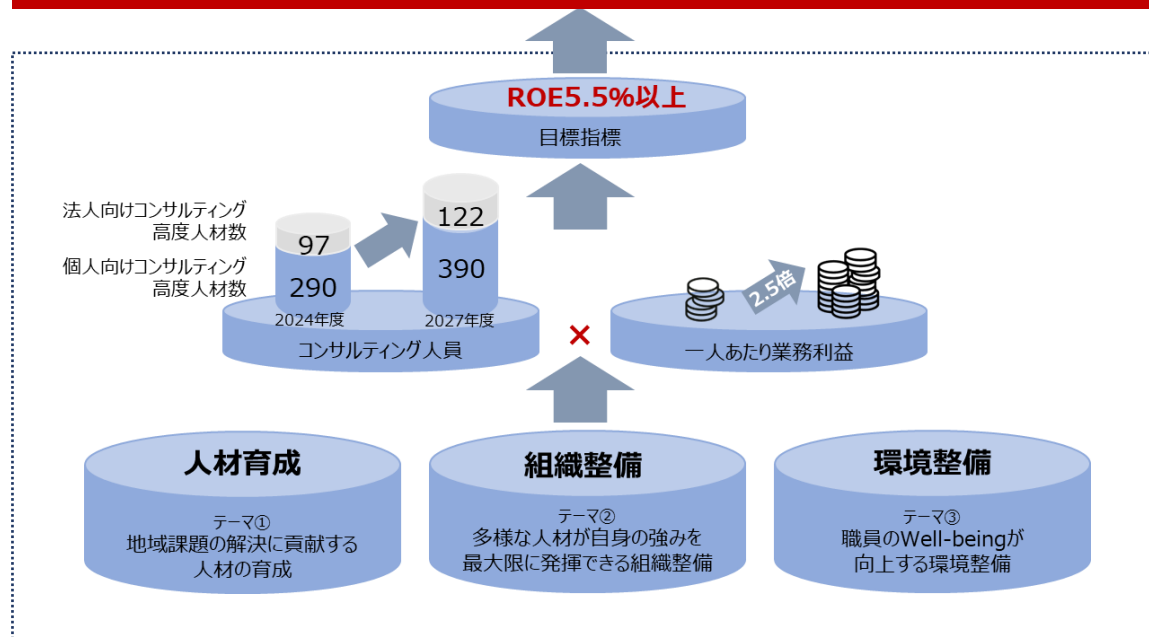 ROE5.5%以上
目標指標
法人向けコンサルティング
高度人材数
個人向けコンサルティング
高度人材数
97
290
2024年度
122
390
2027年度
コンサルティング人員
×
2.5倍
一人あたり業務利益
人材育成
テーマ①
地域課題の解決に貢献する
人材の育成
組織整備
テーマ②
多様な人材が自身の強みを
最大限に発揮できる組織整備
環境整備
テーマ③
職員のWell-beingが
向上する環境整備